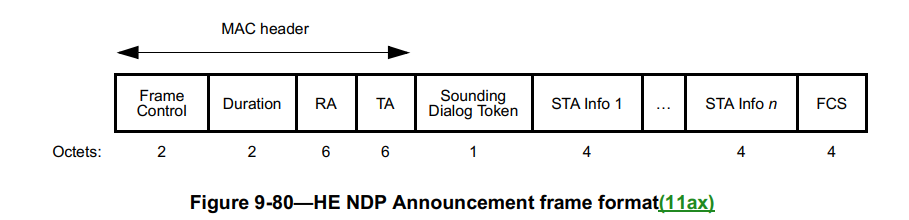 MAC header
Frame Control Duration RA TA Sounding Dialog Token STA Info 1 ... STA Info n FCS
Octets: 2 2 6 6 1 4 4 4
Figure 9-80—HE NDP Announcement frame format(11ax)